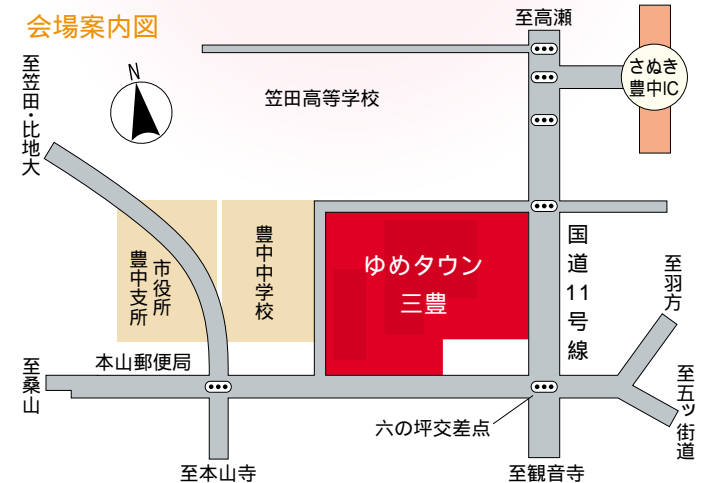 会場案内図
至高瀬
さぬき
豊中IC
至笠田・比地大
N
笠田高等学校
市役所
豊中支所
豊中中学校
ゆめタウン
三豊
国道11号線
至羽方
至桑山
本山郵便局
至五ッ街道
六の坪交差点
至本山寺
至観音寺